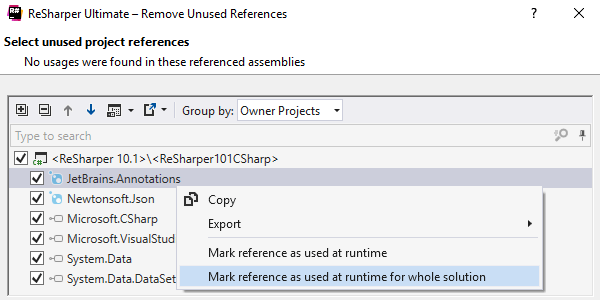 ReSharper Ultimate – Remove Unused References
Select unused project references
No usages were found in these referenced assemblies
Group by: Owner Projects
Type to search
<ReSharper 10.1>\<ReSharper101CSharp>
JetBrains.Annotations
Newtonsoft.Json
Microsoft.CSharp
Microsoft.VisualStud
System.Data
System.Data.DataSet
Copy
Export
Mark reference as used at runtime
Mark reference as used at runtime for whole solution